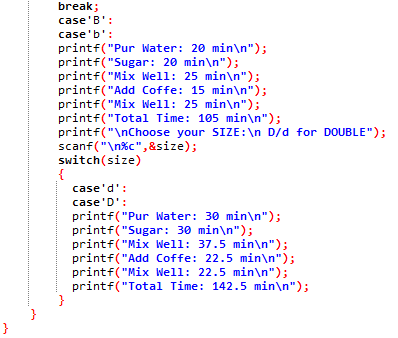 break;
case'B':
case'b':
printf("Pur Water: 20 min\n");
printf("Sugar: 20 min\n");
printf("Mix Well: 25 min\n");
printf("Add Coffe: 15 min\n");
printf("Mix Well: 25 min\n");
printf("Total Time: 105 min\n");
printf("\nChoose your SIZE:\n D/d for DOUBLE");
scanf("\n%c",&size);
switch(size)
{
case'd':
case'D':
printf("Pur Water: 30 min\n");
printf("Sugar: 30 min\n");
printf("Mix Well: 37.5 min\n");
printf("Add Coffe: 22.5 min\n");
printf("Mix Well: 22.5 min\n");
printf("Total Time: 142.5 min\n");
}
}
}